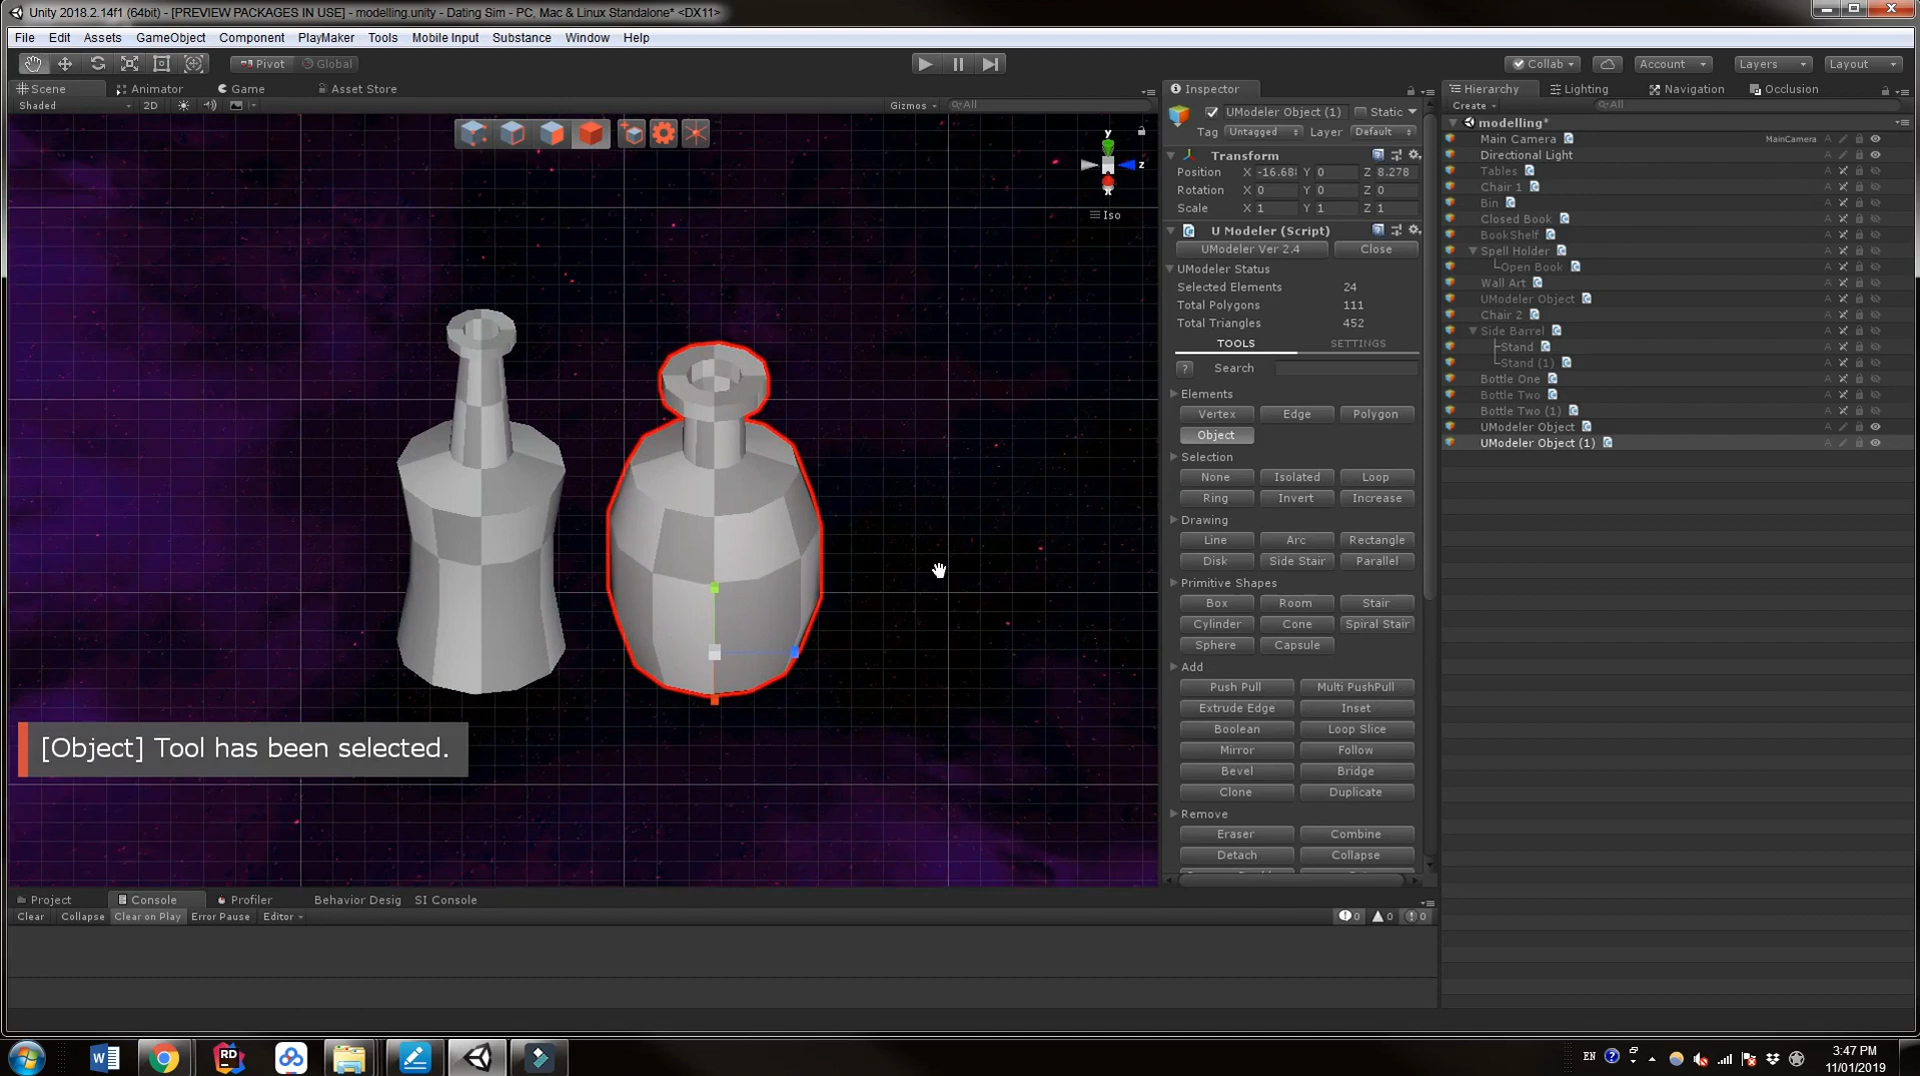 Unity 2018.2.14f1 (64bit) - [PREVIEW PACKAGES IN USE] - modelling.unity - Dating Sim - PC, Mac & Linux Standalone* <DX11>
File Edit Assets GameObject Component PlayMaker Tools Mobile Input Substance Window Help
Pivot Global Collab Account Layers Layout
Scene Animator Game Asset Store
Shaded 2D Gizmos All
y
z
x
Iso
[Object] Tool has been selected.
Inspector
UModeler Object (1) Static
Tag Untagged Layer Default
Transform
Position X -16.68 Y 0 Z 8.278
Rotation X 0 Y 0 Z 0
Scale X 1 Y 1 Z 1
U Modeler (Script)
UModeler Ver 2.4 Close
UModeler Status
Selected Elements 24
Total Polygons 111
Total Triangles 452
TOOLS SETTINGS
? Search
Elements
Vertex Edge Polygon
Object
Selection
None Isolated Loop
Ring Invert Increase
Drawing
Line Arc Rectangle
Disk Side Stair Parallel
Primitive Shapes
Box Room Stair
Cylinder Cone Spiral Stair
Sphere Capsule
Add
Push Pull Multi PushPull
Extrude Edge Inset
Boolean Loop Slice
Mirror Follow
Bevel Bridge
Clone Duplicate
Remove
Eraser Combine
Detach Collapse
Hierarchy Lighting Navigation Occlusion
Create All
modelling*
Main Camera MainCamera
Directional Light
Tables
Chair 1
Bin
Closed Book
BookShelf
Spell Holder
Open Book
Wall Art
UModeler Object
Chair 2
Side Barrel
Stand
Stand (1)
Bottle One
Bottle Two
Bottle Two (1)
UModeler Object
UModeler Object (1)
Project Console Profiler Behavior Desig SI Console
Clear Collapse Clear on Play Error Pause Editor 0 0 0
EN
3:47 PM
11/01/2019